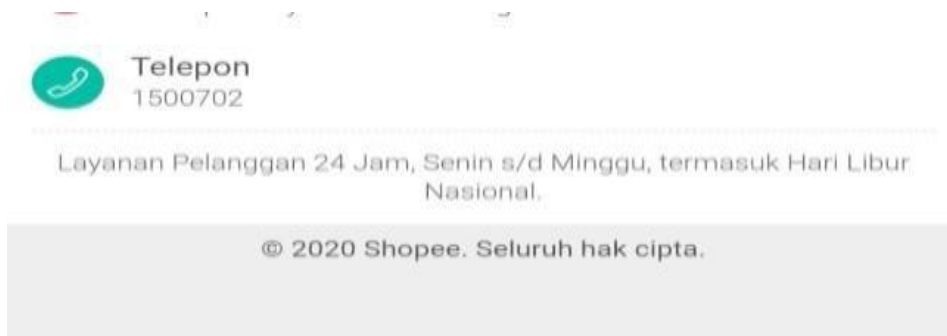 Telepon
1500702
Layanan Pelanggan 24 Jam, Senin s/d Minggu, termasuk Hari Libur
Nasional.
© 2020 Shopee. Seluruh hak cipta.